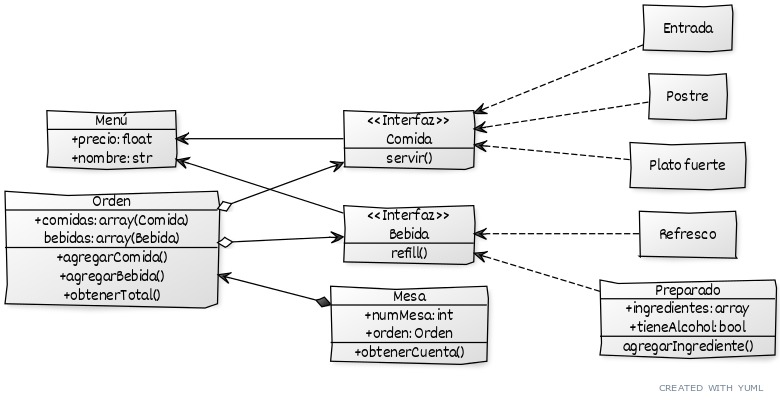 Entrada
Postre
Plato fuerte
Refresco
Preparado
+ingredientes: array
+tieneAlcohol: bool
agregarIngrediente()
Menú
+precio: float
+nombre: str
<<Interfaz>>
Comida
servir()
Orden
+comidas: array(Comida)
bebidas: array(Bebida)
+agregarComida()
+agregarBebida()
+obtenerTotal()
<<Interfaz>>
Bebida
refill()
Mesa
+numMesa: int
+orden: Orden
+obtenerCuenta()
CREATED WITH YUML